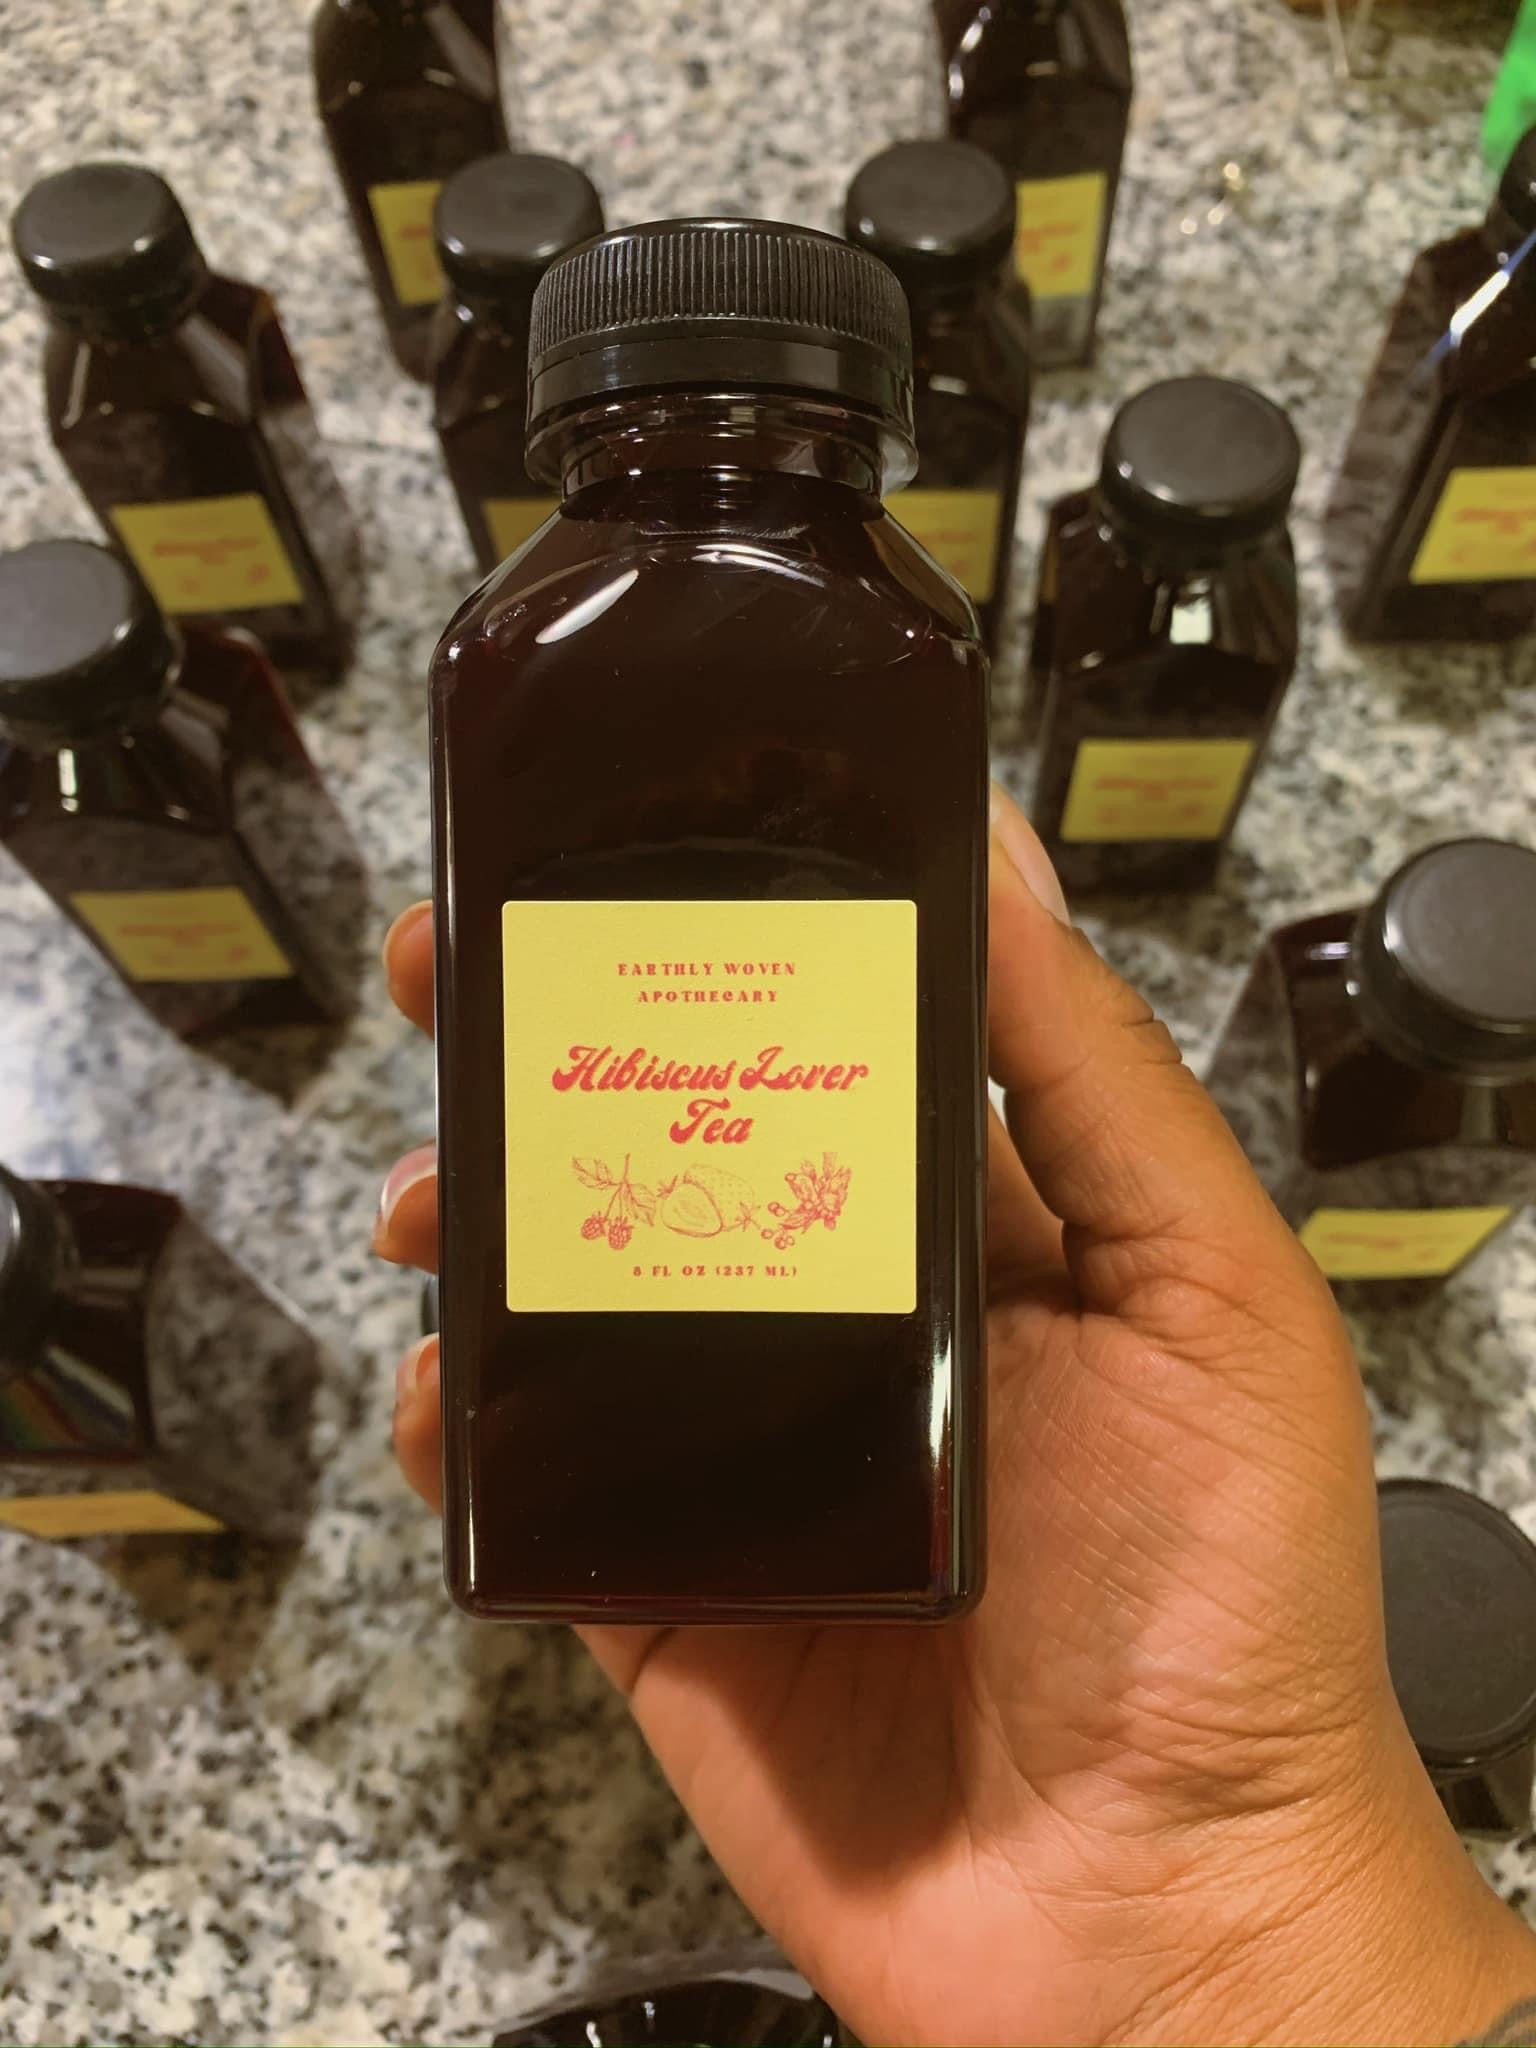 EARTHLY WOVEN
APOTHECARY
Hibiscus Lover
Tea
8 FL OZ (237 ML)